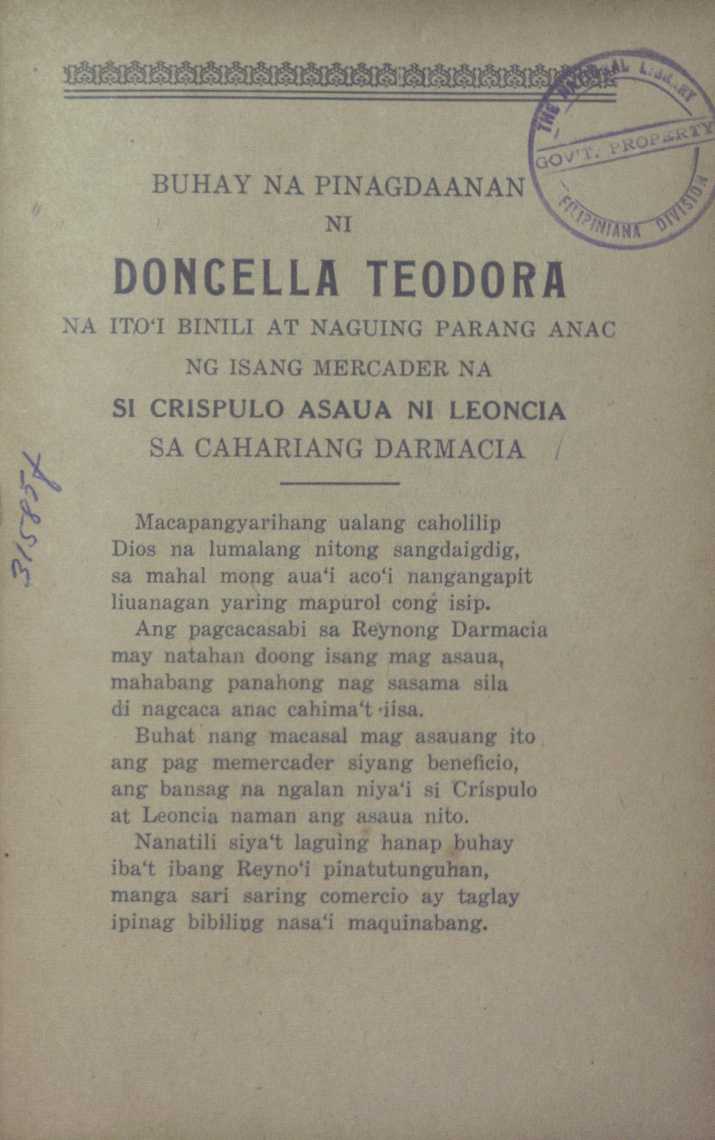 THE NATIONAL LIBRARY
GOV'T. PROPERTY
FILIPINIANA DIVISION
BUHAY NA PINAGDAANAN
NI
DONCELLA TEODORA
NA ITO‘I BINILI AT NAGUING PARANG ANAC
NG ISANG MERCADER NA
SI CRISPULO ASAUA NI LEONCIA
SA CAHARIANG DARMACIA
Macapangyarihang ualang caholilip
Dios na lumalang nitong sangdaigdig,
sa mahal mong aua‘i aco‘i nangangapit
liuanagan yaring mapurol cong isip.
Ang pagcacasabi sa Reynong Darmacia
may natahan doong isang mag asaua,
mahabang panahong nag sasama sila
di nagcaca anac cahima‘t iisa.
Buhat nang macasal mag asauang ito
ang pag memercader siyang beneficio,
ang bansag na ngalan niya‘i si Críspulo
at Leoncia naman ang asaua nito.
Nanatili siya‘t laguing hanap buhay
iba‘t ibang Reyno‘i pinatutunguhan,
manga sari saring comercio ay taglay
ipinag bibiling nasa‘i maquinabang.